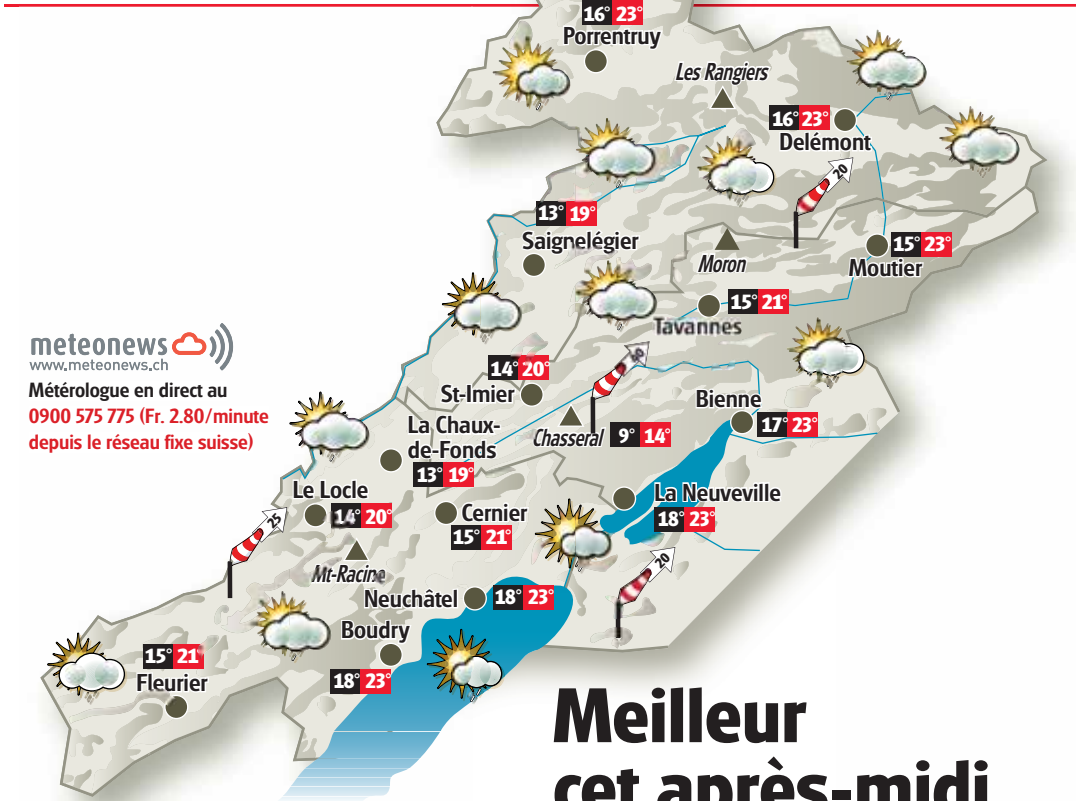 16° 23°
Porrentruy
Les Rangiers
16° 23°
Delémont
20
13° 19°
Saignelégier
Moron
15° 23°
Moutier
15° 21°
Tavannes
meteonews
www.meteonews.ch
Météorologue en direct au
0900 575 775 (Fr. 2.80/minute
depuis le réseau fixe suisse)
14° 20°
St-Imier
40
Chasseral 9° 14°
Bienne
17° 23°
La Chaux-
de-Fonds
13° 19°
Le Locle
14° 20°
Cernier
15° 21°
La Neuveville
18° 23°
25
Mt-Racine
20
Neuchâtel 18° 23°
Boudry
18° 23°
15° 21°
Fleurier
Meilleur
cet après-midi